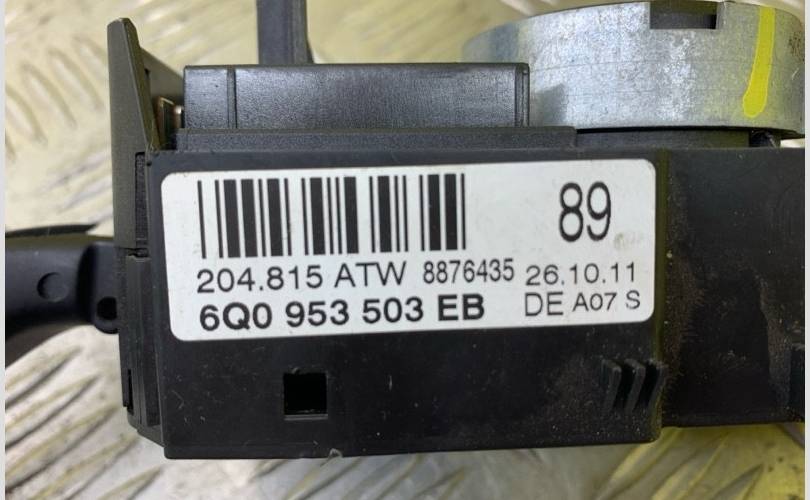 89
204.815 ATW 8876435 26.10.11
6Q0 953 503 EB DE A07 S